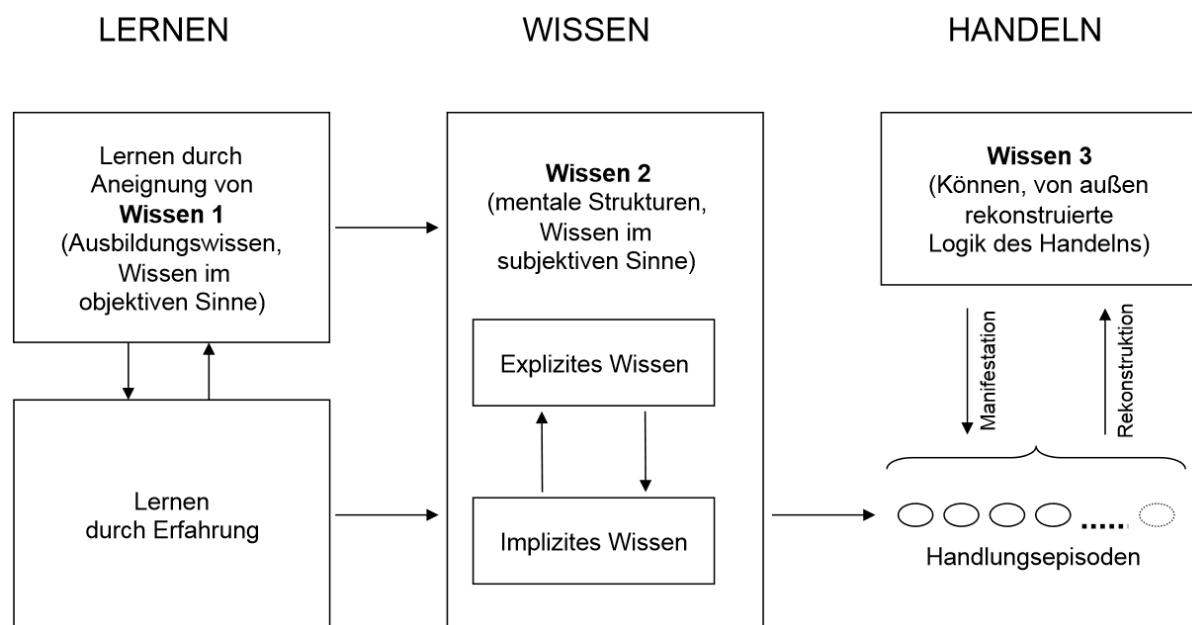 LERNEN
WISSEN
HANDELN
Lernen durch
Aneignung von
Wissen 1
(Ausbildungswissen,
Wissen im
objektiven Sinne)
Lernen
durch Erfahrung
Wissen 2
(mentale Strukturen,
Wissen im
subjektiven Sinne)
Explizites Wissen
Implizites Wissen
Wissen 3
(Können, von außen
rekonstruierte
Logik des Handelns)
Manifestation
Rekonstruktion
Handlungsepisoden